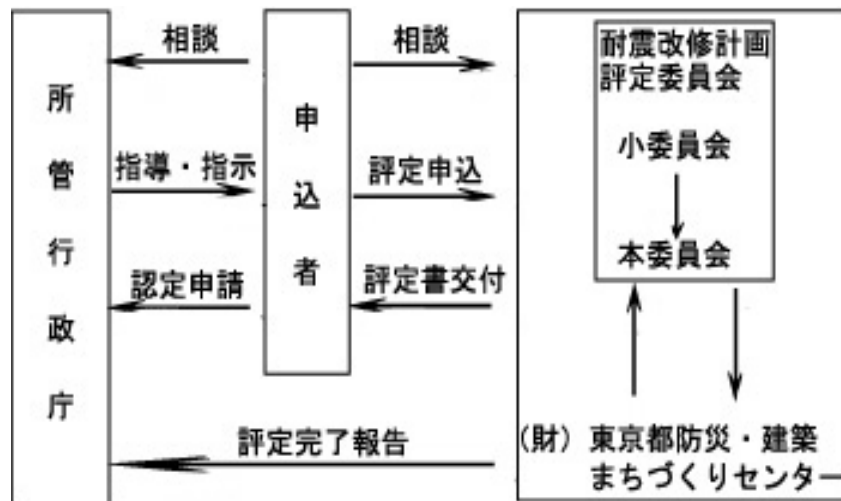 所管行政庁
相談
指導・指示
認定申請
申込者
相談
評定申込
評定書交付
評定完了報告
耐震改修計画
評定委員会
小委員会
本委員会
(財)東京都防災・建築
まちづくりセンター